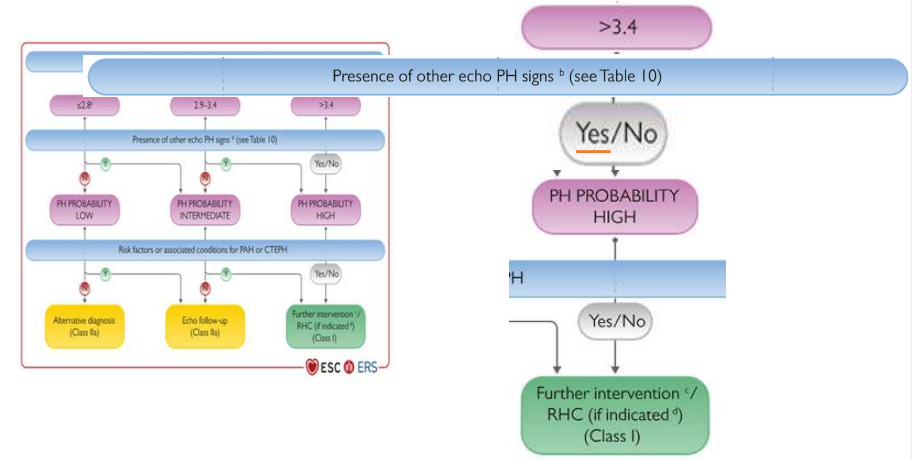 ≤2.8ᵃ
2.9–3.4
>3.4
Presence of other echo PH signs ᵇ (see Table 10)
Y
Y
Yes/No
N
N
PH PROBABILITY
LOW
PH PROBABILITY
INTERMEDIATE
PH PROBABILITY
HIGH
Risk factors or associated conditions for PAH or CTEPH
Y
Y
Yes/No
N
N
Alternative diagnosis
(Class IIa)
Echo follow-up
(Class IIa)
Further intervention ᶜ/
RHC (if indicated ᵈ)
(Class I)
ESC ERS
>3.4
Presence of other echo PH signs ᵇ (see Table 10)
Yes/No
PH PROBABILITY
HIGH
PH
Yes/No
Further intervention ᶜ/
RHC (if indicated ᵈ)
(Class I)